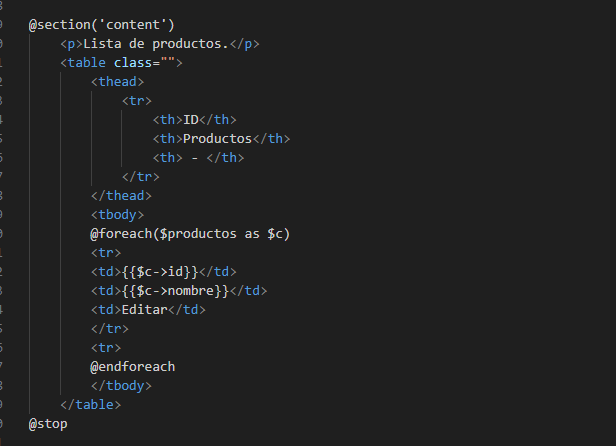 @section('content')
<p>Lista de productos.</p>
<table class="">
<thead>
<tr>
<th>ID</th>
<th>Productos</th>
<th> - </th>
</tr>
</thead>
<tbody>
@foreach($productos as $c)
<tr>
<td>{{$c->id}}</td>
<td>{{$c->nombre}}</td>
<td>Editar</td>
</tr>
<tr>
@endforeach
</tbody>
</table>
@stop